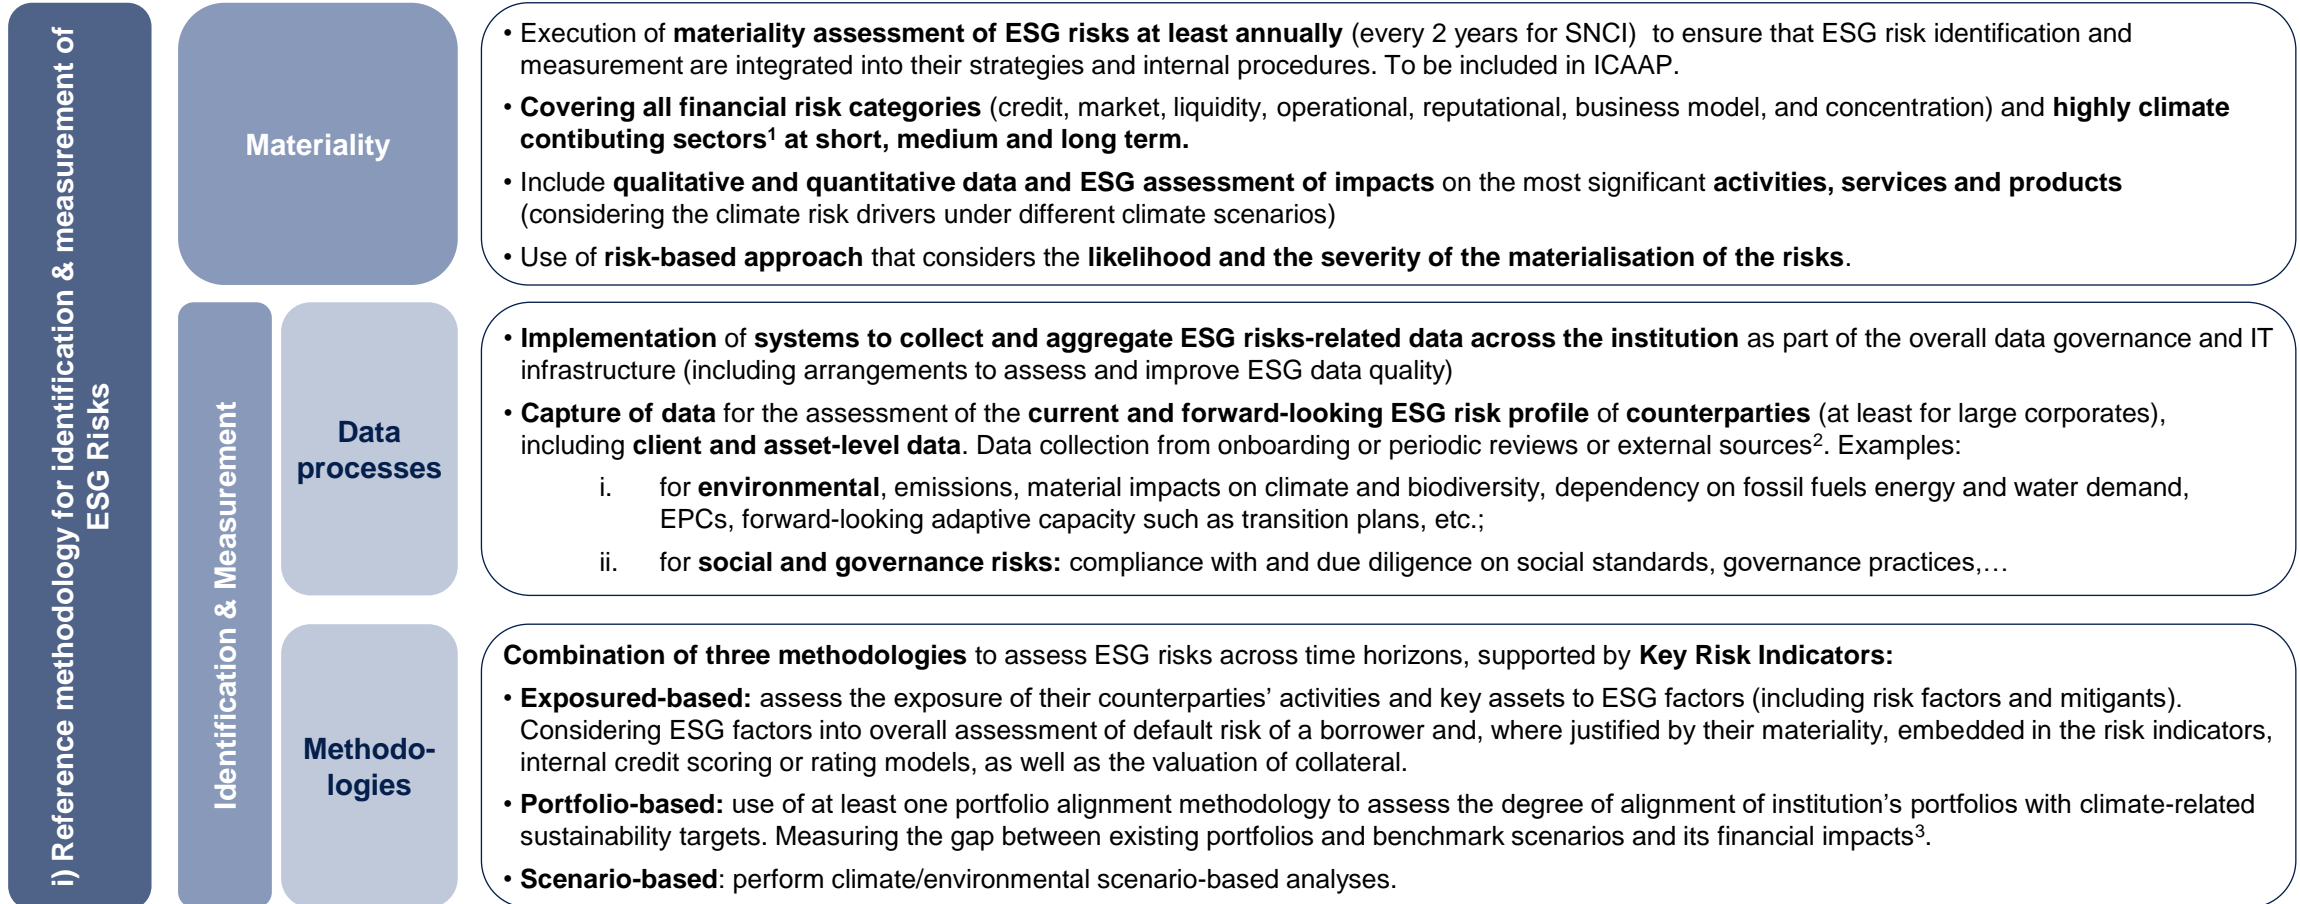 i) Reference methodology for identification & measurement of
ESG Risks
Materiality
• Execution of materiality assessment of ESG risks at least annually (every 2 years for SNCI)  to ensure that ESG risk identification and
measurement are integrated into their strategies and internal procedures. To be included in ICAAP.
• Covering all financial risk categories (credit, market, liquidity, operational, reputational, business model, and concentration) and highly climate
contibuting sectors¹ at short, medium and long term.
• Include qualitative and quantitative data and ESG assessment of impacts on the most significant activities, services and products
(considering the climate risk drivers under different climate scenarios)
• Use of risk-based approach that considers the likelihood and the severity of the materialisation of the risks.
Identification & Measurement
Data
processes
• Implementation of systems to collect and aggregate ESG risks-related data across the institution as part of the overall data governance and IT
infrastructure (including arrangements to assess and improve ESG data quality)
• Capture of data for the assessment of the current and forward-looking ESG risk profile of counterparties (at least for large corporates),
including client and asset-level data. Data collection from onboarding or periodic reviews or external sources². Examples:
i. for environmental, emissions, material impacts on climate and biodiversity, dependency on fossil fuels energy and water demand,
EPCs, forward-looking adaptive capacity such as transition plans, etc.;
ii. for social and governance risks: compliance with and due diligence on social standards, governance practices,…
Methodo-
logies
Combination of three methodologies to assess ESG risks across time horizons, supported by Key Risk Indicators:
• Exposured-based: assess the exposure of their counterparties’ activities and key assets to ESG factors (including risk factors and mitigants).
Considering ESG factors into overall assessment of default risk of a borrower and, where justified by their materiality, embedded in the risk indicators,
internal credit scoring or rating models, as well as the valuation of collateral.
• Portfolio-based: use of at least one portfolio alignment methodology to assess the degree of alignment of institution’s portfolios with climate-related
sustainability targets. Measuring the gap between existing portfolios and benchmark scenarios and its financial impacts³.
• Scenario-based: perform climate/environmental scenario-based analyses.